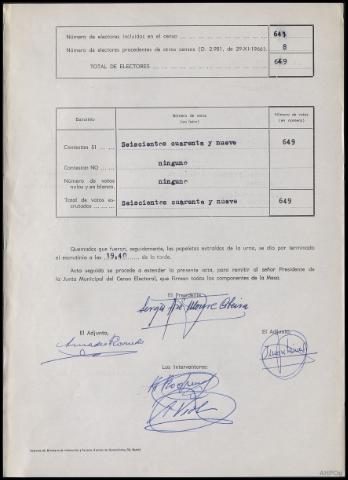 Número de electores incluidos en el censo ... 641
Número de electores procedentes de otros censos (D. 2.981, de 29-XI-1966). 8
TOTAL DE ELECTORES ... 649
Escrutinio Número de votos (en letra) Número de votos (en número)
Contestan SI ... Seiscientos cuarenta y nueve 649
Contestan NO ... ninguno
Número de votos nulos y en blanco. ninguno
Total de votos escrutados ... Seiscientos cuarenta y nueve 649
Quemadas que fueron, seguidamente, las papeletas extraídas de la urna, se dio por terminado
el escrutinio a las 19,40 de la tarde.
Acto seguido se procede a extender la presente acta, para remitir al señor Presidente de
la Junta Municipal del Censo Electoral, que firman todos los componentes de la Mesa.
El Presidente,
El Adjunto, El Adjunto,
Los Interventores:
AHPOu